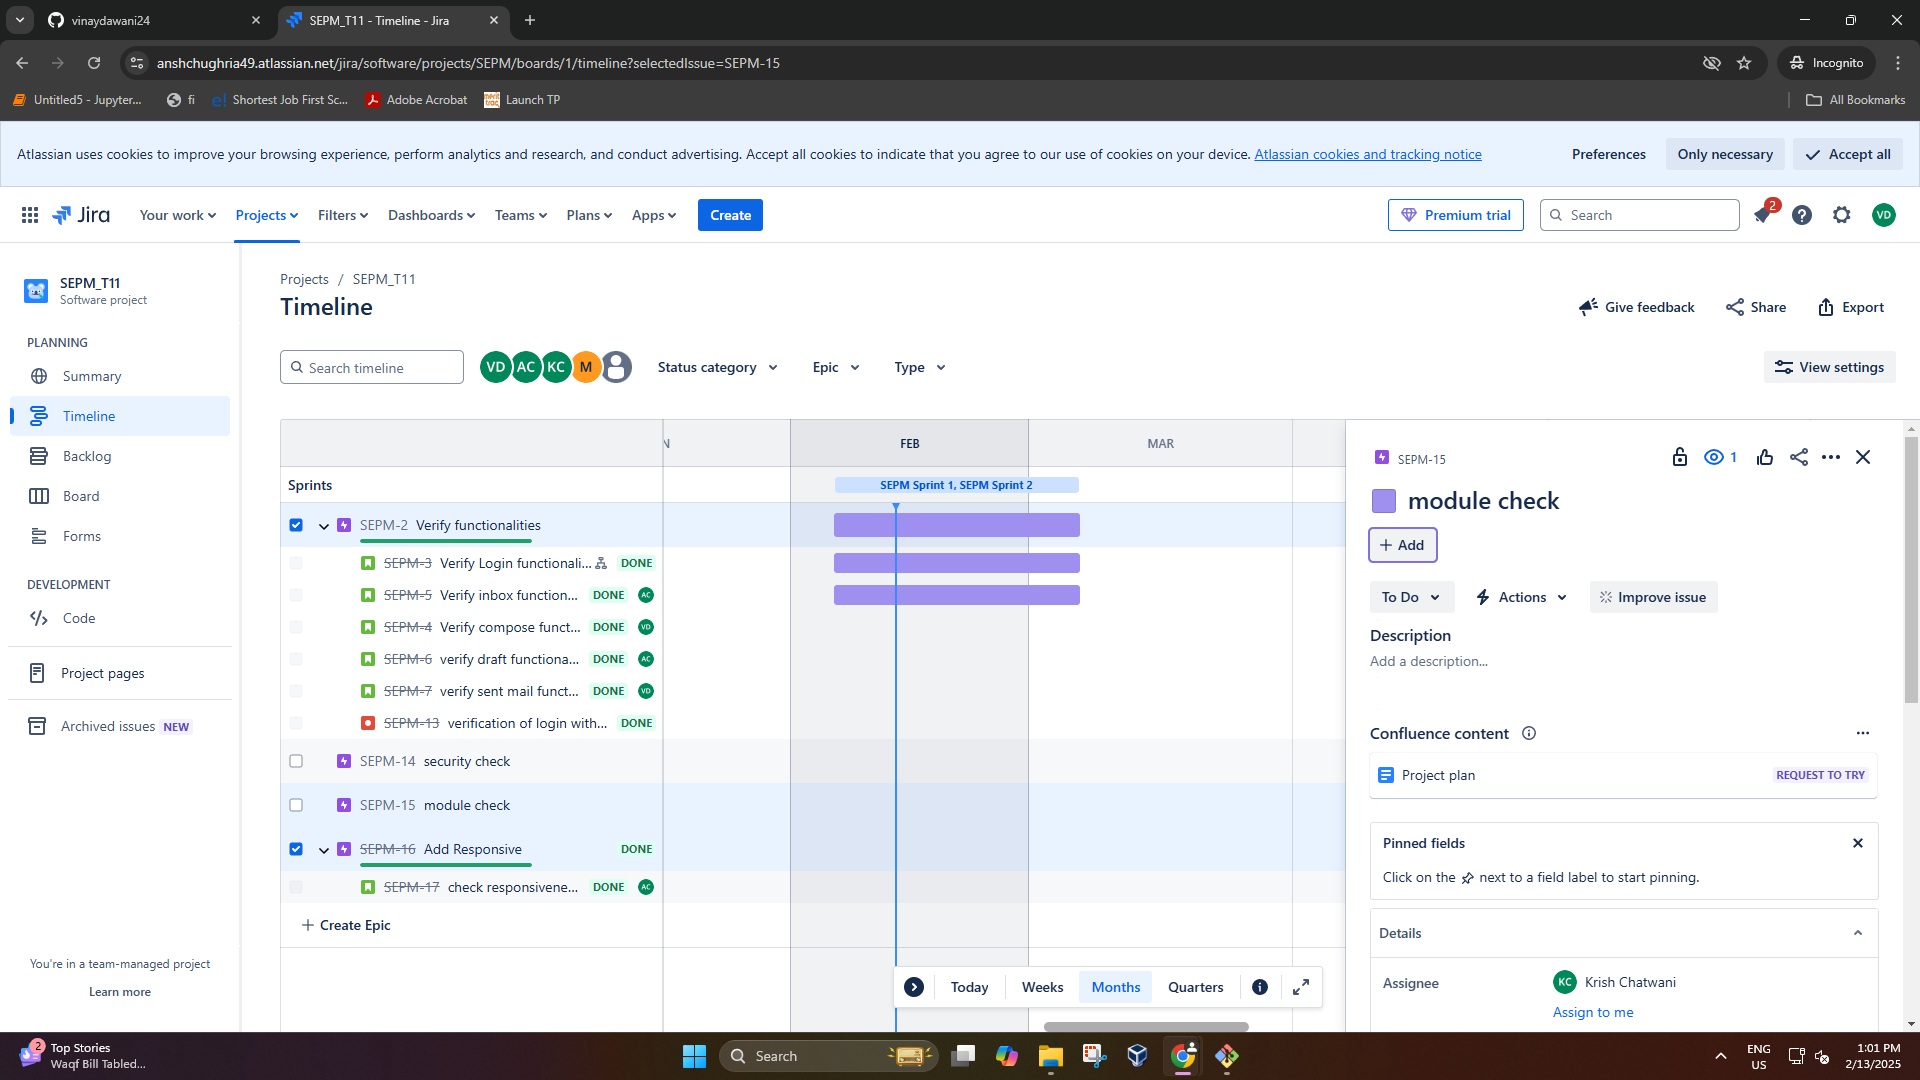 vinaydawani24
SEPM_T11 - Timeline - Jira
anshchughria49.atlassian.net/jira/software/projects/SEPM/boards/1/timeline?selectedIssue=SEPM-15
Incognito
Untitled5 - Jupyter...
fi
Shortest Job First Sc...
Adobe Acrobat
Launch TP
All Bookmarks
Atlassian uses cookies to improve your browsing experience, perform analytics and research, and conduct advertising. Accept all cookies to indicate that you agree to our use of cookies on your device. Atlassian cookies and tracking notice
Preferences
Only necessary
Accept all
Jira
Your work
Projects
Filters
Dashboards
Teams
Plans
Apps
Create
Premium trial
Search
2
VD
SEPM_T11
Software project
PLANNING
Summary
Timeline
Backlog
Board
Forms
DEVELOPMENT
Code
Project pages
Archived issues NEW
You're in a team-managed project
Learn more
Projects / SEPM_T11
Timeline
Give feedback
Share
Export
Search timeline
VD AC KC M
Status category
Epic
Type
View settings
N
FEB
MAR
Sprints
SEPM Sprint 1, SEPM Sprint 2
SEPM-2 Verify functionalities
SEPM-3 Verify Login functionali... DONE
SEPM-5 Verify inbox function... DONE AC
SEPM-4 Verify compose funct... DONE VD
SEPM-6 verify draft functiona... DONE AC
SEPM-7 verify sent mail funct... DONE VD
SEPM-13 verification of login with... DONE
SEPM-14 security check
SEPM-15 module check
SEPM-16 Add Responsive DONE
SEPM-17 check responsivene... DONE AC
+ Create Epic
Today
Weeks
Months
Quarters
SEPM-15
1
module check
+ Add
To Do
Actions
Improve issue
Description
Add a description...
Confluence content
Project plan
REQUEST TO TRY
Pinned fields
Click on the next to a field label to start pinning.
Details
Assignee
KC Krish Chatwani
Assign to me
2
Top Stories
Waqf Bill Tabled...
Search
ENG
US
1:01 PM
2/13/2025